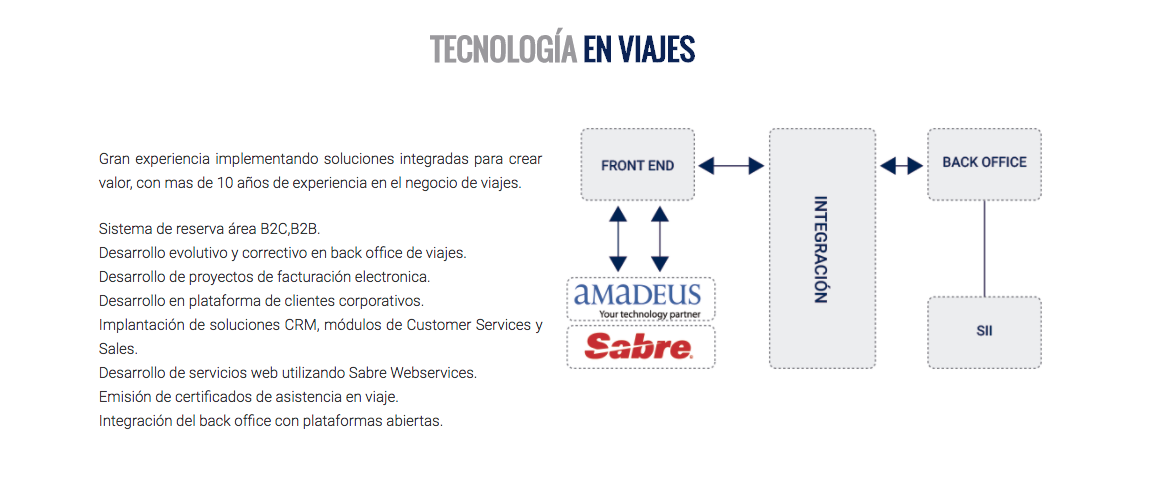 TECNOLOGÍA EN VIAJES
Gran experiencia implementando soluciones integradas para crear
valor, con mas de 10 años de experiencia en el negocio de viajes.
Sistema de reserva área B2C,B2B.
Desarrollo evolutivo y correctivo en back office de viajes.
Desarrollo de proyectos de facturación electronica.
Desarrollo en plataforma de clientes corporativos.
Implantación de soluciones CRM, módulos de Customer Services y
Sales.
Desarrollo de servicios web utilizando Sabre Webservices.
Emisión de certificados de asistencia en viaje.
Integración del back office con plataformas abiertas.
FRONT END
amaDEUS
Your technology partner
Sabre®
INTEGRACIÓN
BACK OFFICE
SII